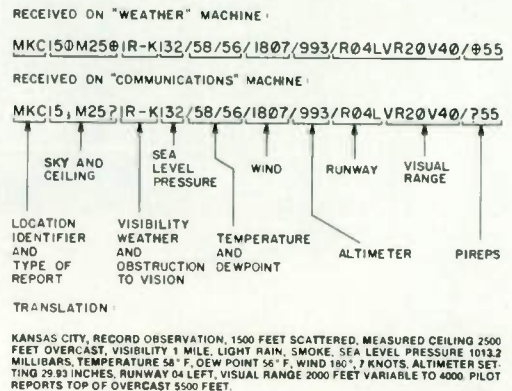 RECEIVED ON "WEATHER" MACHINE:
MKC15⦶M25⊕1R-K132/58/56/1807/993/R04LVR20V40/⊕55
RECEIVED ON "COMMUNICATIONS" MACHINE:
MKC15;M25?1R-K132/58/56/1807/993/R04LVR20V40/?55
SKY AND CEILING
SEA LEVEL PRESSURE
WIND
RUNWAY
VISUAL RANGE
LOCATION IDENTIFIER AND TYPE OF REPORT
VISIBILITY WEATHER AND OBSTRUCTION TO VISION
TEMPERATURE AND DEWPOINT
ALTIMETER
PIREPS
TRANSLATION:
KANSAS CITY, RECORD OBSERVATION, 1500 FEET SCATTERED, MEASURED CEILING 2500
FEET OVERCAST, VISIBILITY 1 MILE, LIGHT RAIN, SMOKE, SEA LEVEL PRESSURE 1013.2
MILLIBARS, TEMPERATURE 58° F, DEW POINT 56° F, WIND 180°, 7 KNOTS, ALTIMETER SET-
TING 29.93 INCHES, RUNWAY 04 LEFT, VISUAL RANGE 2000 FEET VARIABLE TO 4000, PILOT
REPORTS TOP OF OVERCAST 5500 FEET.